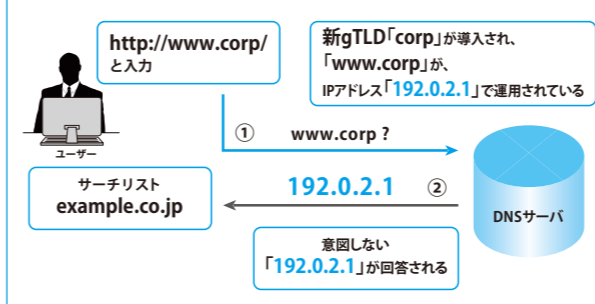 http://www.corp/
と入力
新gTLD「corp」が導入され、
「www.corp」が、
IPアドレス「192.0.2.1」で運用されている
ユーザー
① www.corp ?
サーチリスト
example.co.jp
192.0.2.1 ②
DNSサーバ
意図しない
「192.0.2.1」が回答される